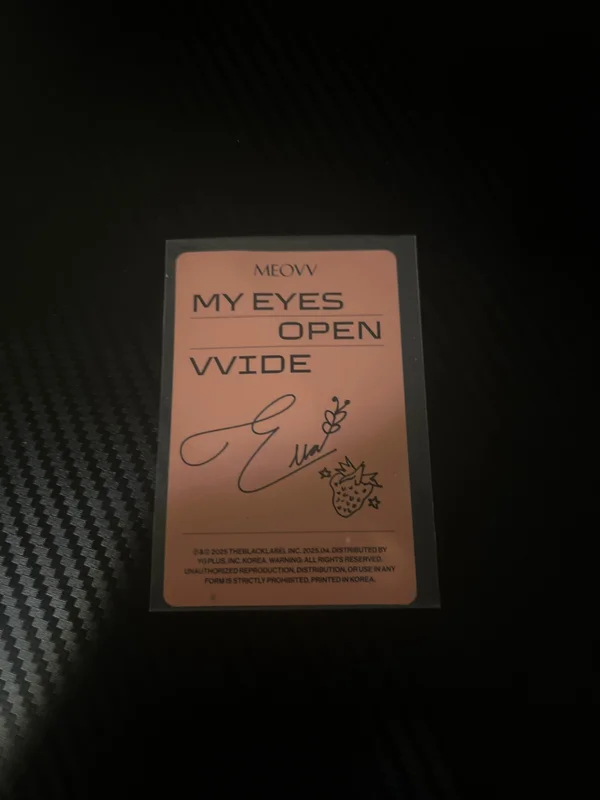 MEOVV
MY EYES
OPEN
VVIDE
Ella
℗&© 2025 THEBLACKLABEL INC. 2025.04. DISTRIBUTED BY
YG PLUS, INC. KOREA. WARNING: ALL RIGHTS RESERVED.
UNAUTHORIZED REPRODUCTION, DISTRIBUTION, OR USE IN ANY
FORM IS STRICTLY PROHIBITED. PRINTED IN KOREA.